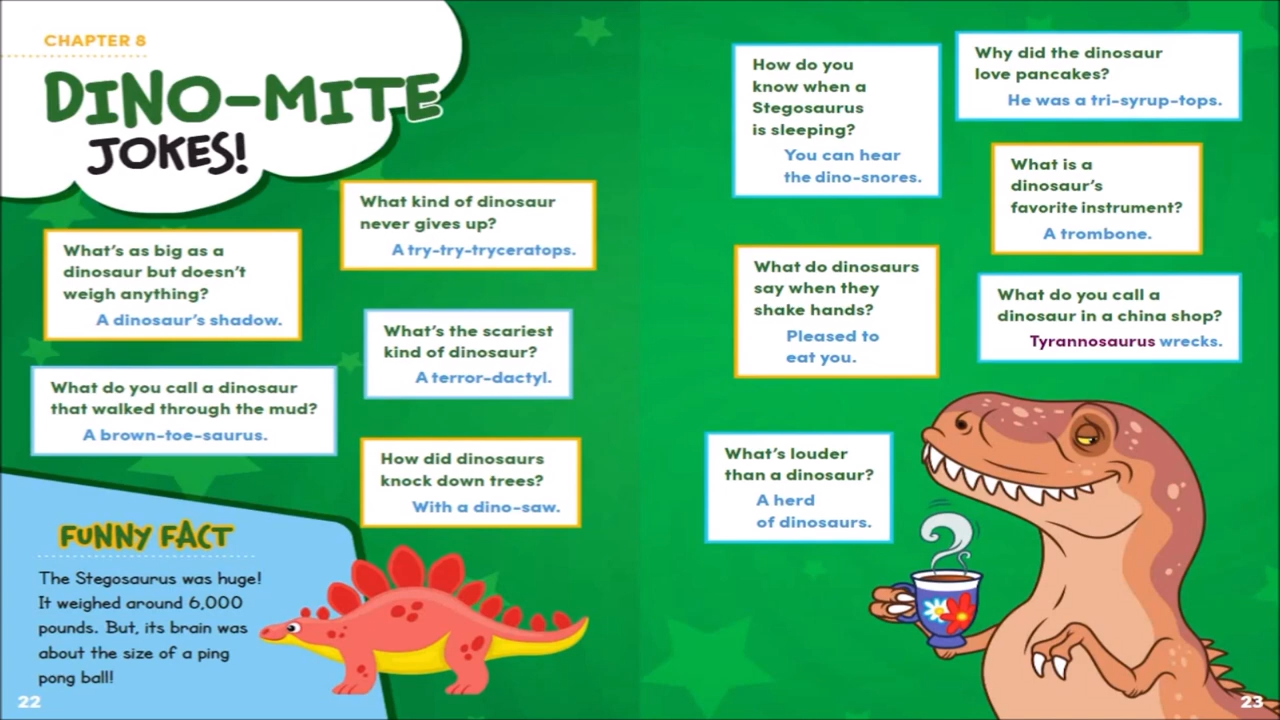 CHAPTER 8
DINO-MITE
JOKES!
What's as big as a
dinosaur but doesn't
weigh anything?
A dinosaur's shadow.
What do you call a dinosaur
that walked through the mud?
A brown-toe-saurus.
What kind of dinosaur
never gives up?
A try-try-tryceratops.
What's the scariest
kind of dinosaur?
A terror-dactyl.
How did dinosaurs
knock down trees?
With a dino-saw.
FUNNY FACT
The Stegosaurus was huge!
It weighed around 6,000
pounds. But, its brain was
about the size of a ping
pong ball!
22
How do you
know when a
Stegosaurus
is sleeping?
You can hear
the dino-snores.
What do dinosaurs
say when they
shake hands?
Pleased to
eat you.
What's louder
than a dinosaur?
A herd
of dinosaurs.
Why did the dinosaur
love pancakes?
He was a tri-syrup-tops.
What is a
dinosaur's
favorite instrument?
A trombone.
What do you call a
dinosaur in a china shop?
Tyrannosaurus wrecks.
23